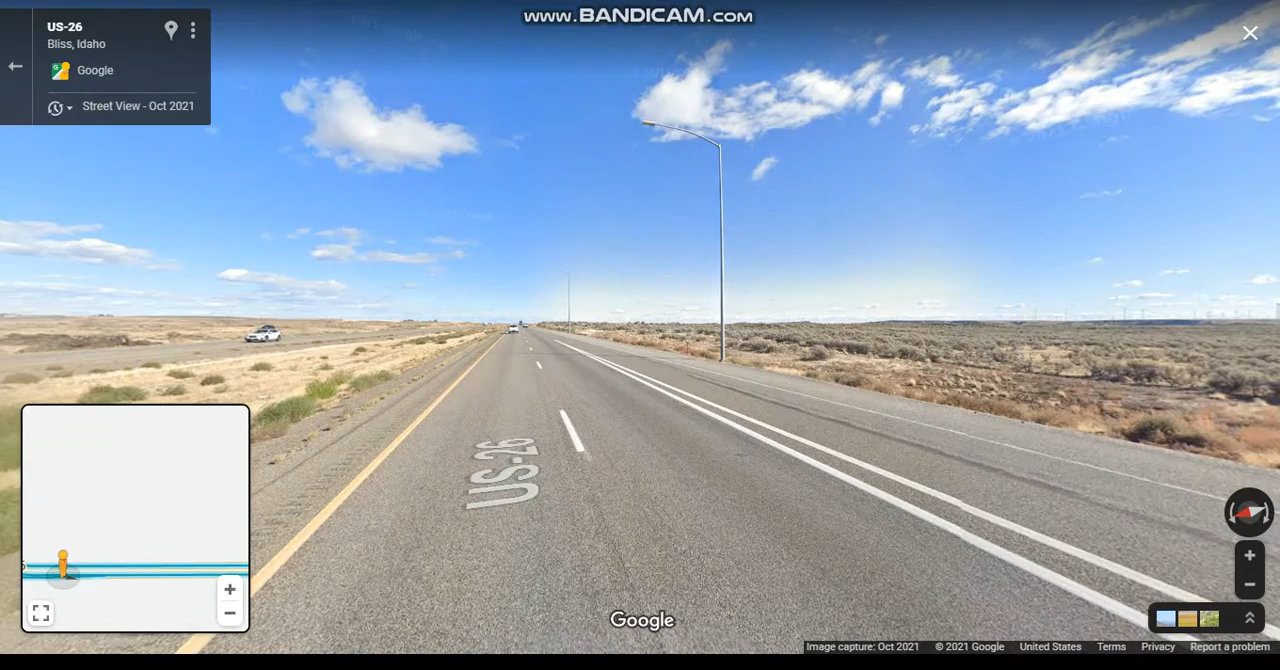 www.BANDICAM.com
US-26
Bliss, Idaho
Google
Street View - Oct 2021
US-26
Google
Image capture: Oct 2021 © 2021 Google United States Terms Privacy Report a problem